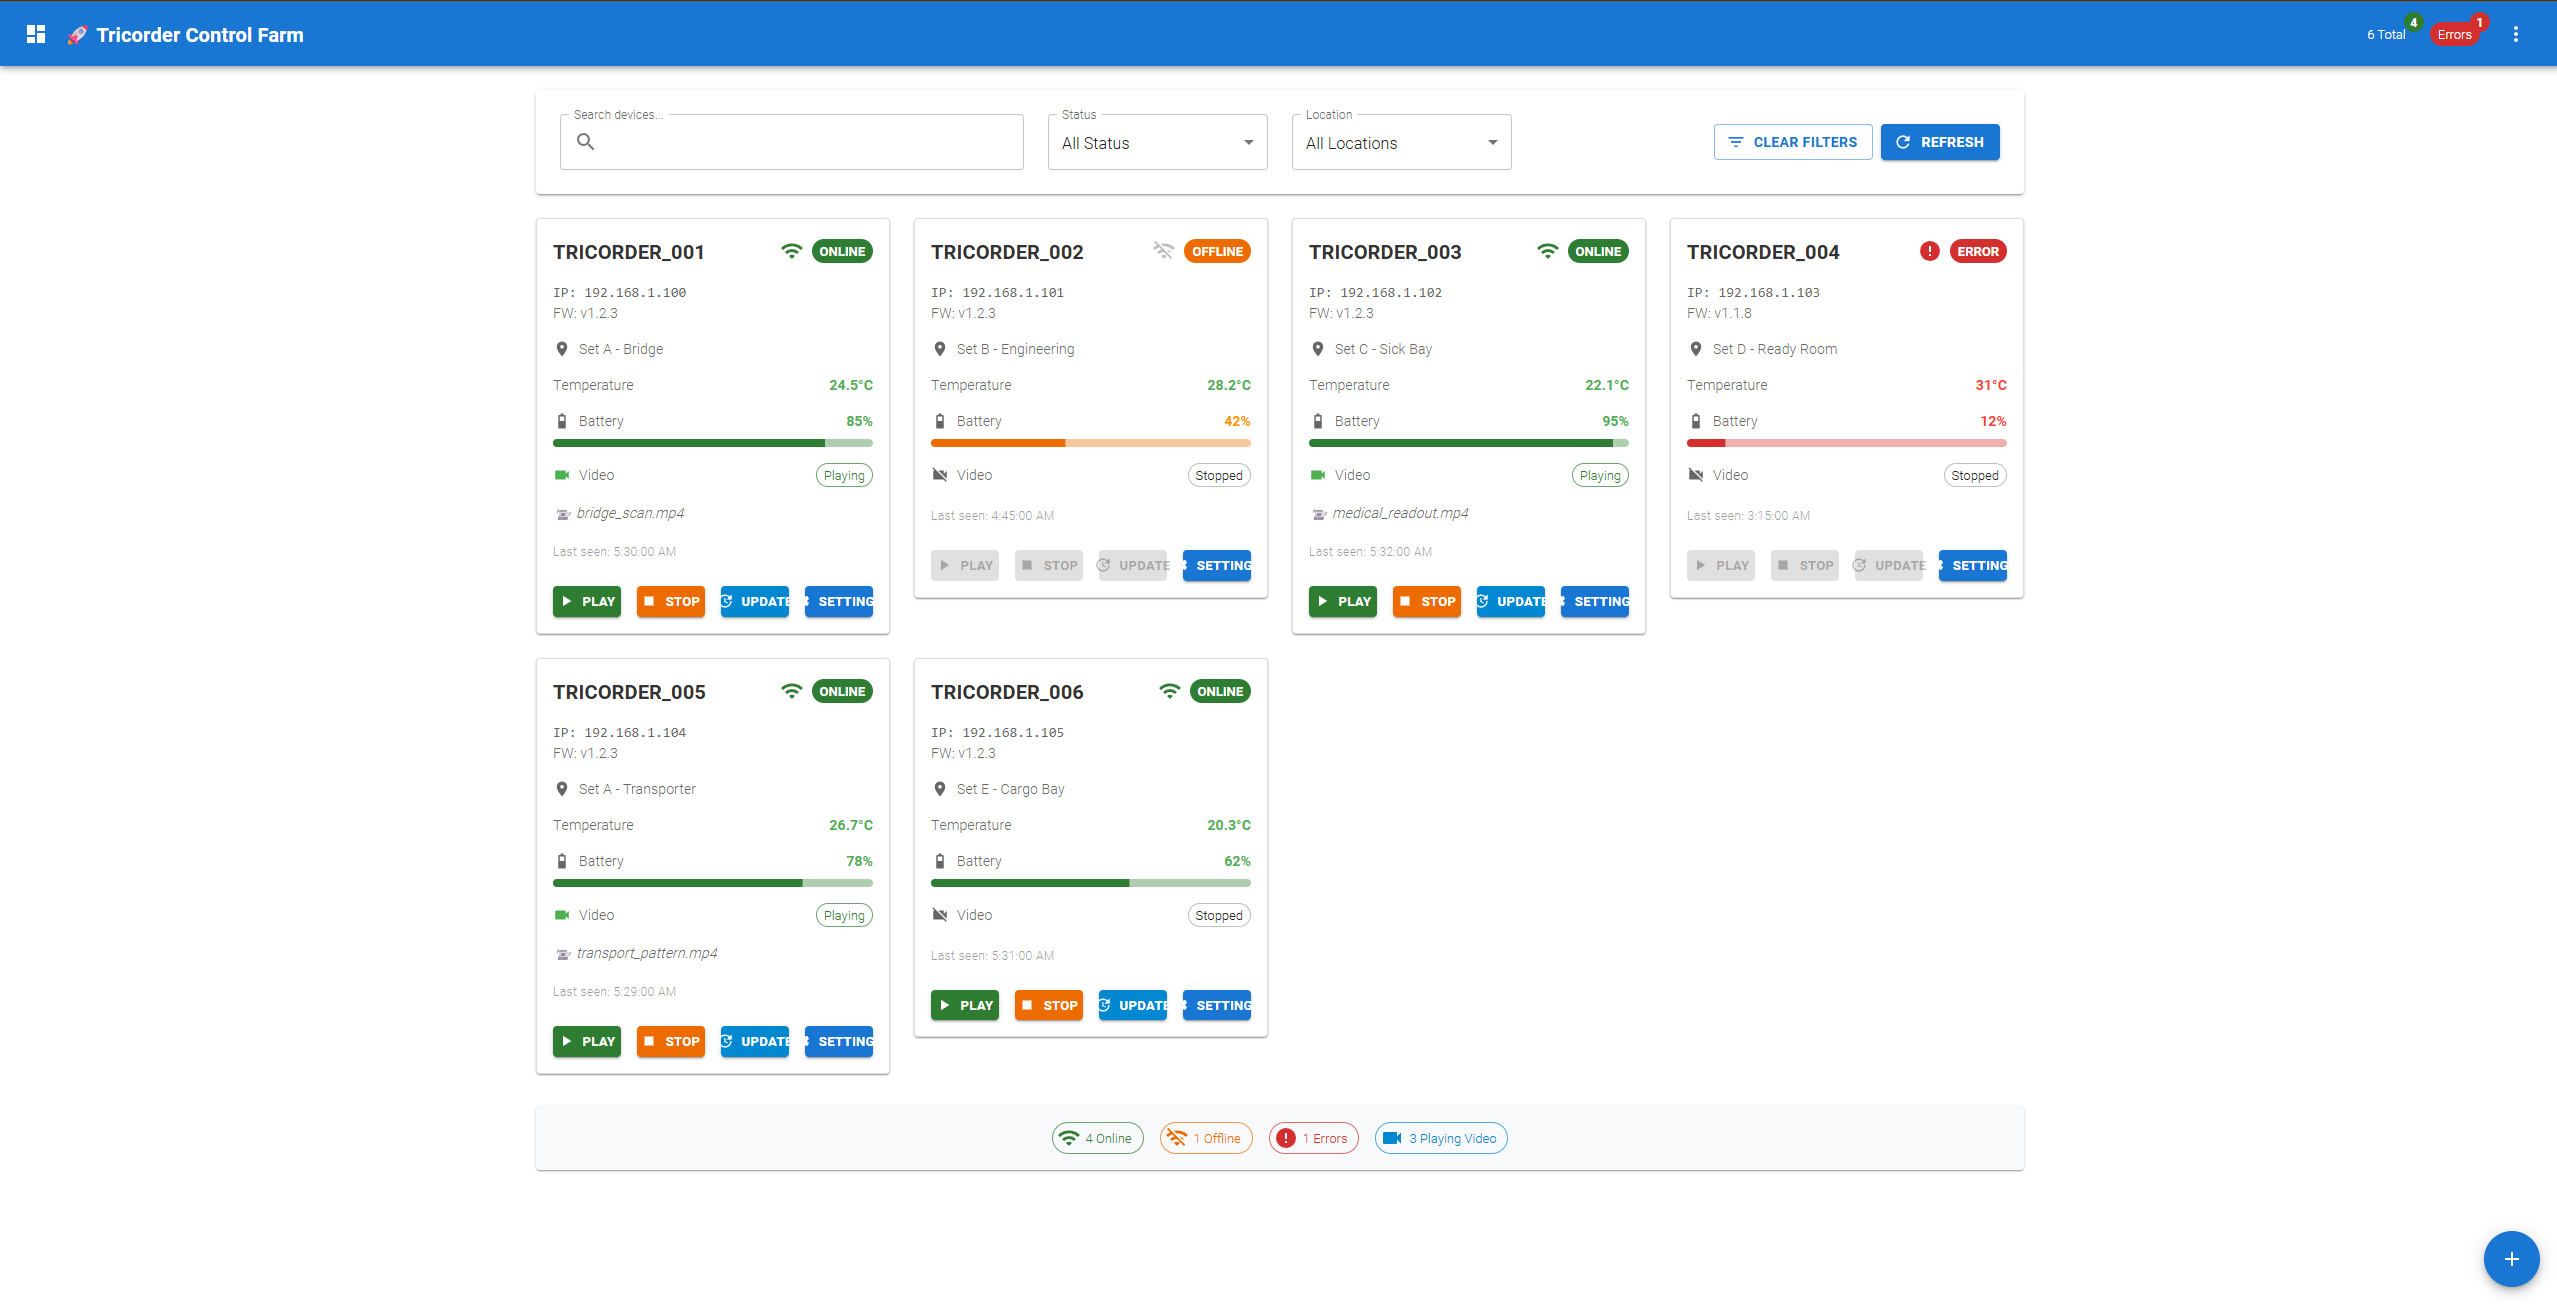 🚀 Tricorder Control Farm
6 Total 4 Errors 1
Search devices...
Status
All Status
Location
All Locations
CLEAR FILTERS
REFRESH
TRICORDER_001 ONLINE
IP: 192.168.1.100
FW: v1.2.3
Set A - Bridge
Temperature 24.5°C
Battery 85%
Video Playing
bridge_scan.mp4
Last seen: 5:30:00 AM
PLAY STOP UPDATE SETTING
TRICORDER_002 OFFLINE
IP: 192.168.1.101
FW: v1.2.3
Set B - Engineering
Temperature 28.2°C
Battery 42%
Video Stopped
Last seen: 4:45:00 AM
PLAY STOP UPDATE SETTING
TRICORDER_003 ONLINE
IP: 192.168.1.102
FW: v1.2.3
Set C - Sick Bay
Temperature 22.1°C
Battery 95%
Video Playing
medical_readout.mp4
Last seen: 5:32:00 AM
PLAY STOP UPDATE SETTING
TRICORDER_004 ERROR
IP: 192.168.1.103
FW: v1.1.8
Set D - Ready Room
Temperature 31°C
Battery 12%
Video Stopped
Last seen: 3:15:00 AM
PLAY STOP UPDATE SETTING
TRICORDER_005 ONLINE
IP: 192.168.1.104
FW: v1.2.3
Set A - Transporter
Temperature 26.7°C
Battery 78%
Video Playing
transport_pattern.mp4
Last seen: 5:29:00 AM
PLAY STOP UPDATE SETTING
TRICORDER_006 ONLINE
IP: 192.168.1.105
FW: v1.2.3
Set E - Cargo Bay
Temperature 20.3°C
Battery 62%
Video Stopped
Last seen: 5:31:00 AM
PLAY STOP UPDATE SETTING
4 Online 1 Offline 1 Errors 3 Playing Video